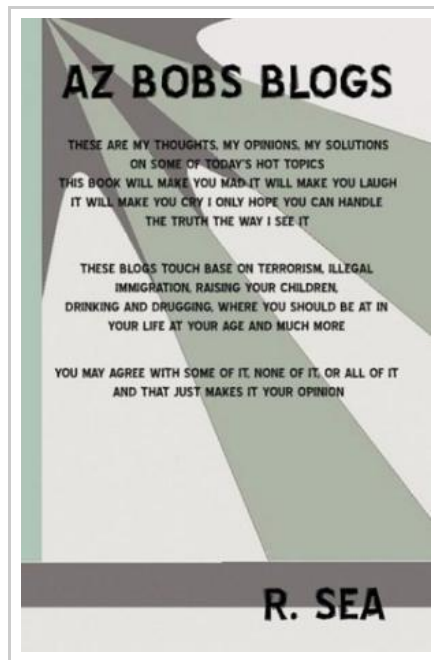 AZ BOBS BLOGS
THESE ARE MY THOUGHTS, MY OPINIONS, MY SOLUTIONS
ON SOME OF TODAY'S HOT TOPICS
THIS BOOK WILL MAKE YOU MAD IT WILL MAKE YOU LAUGH
IT WILL MAKE YOU CRY I ONLY HOPE YOU CAN HANDLE
THE TRUTH THE WAY I SEE IT
THESE BLOGS TOUCH BASE ON TERRORISM, ILLEGAL
IMMIGRATION, RAISING YOUR CHILDREN,
DRINKING AND DRUGGING, WHERE YOU SHOULD BE AT IN
YOUR LIFE AT YOUR AGE AND MUCH MORE
YOU MAY AGREE WITH SOME OF IT, NONE OF IT, OR ALL OF IT
AND THAT JUST MAKES IT YOUR OPINION
R. SEA